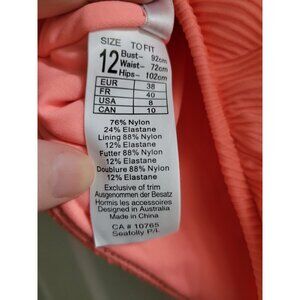 SIZE TO FIT
12 Bust- 92cm
Waist- 72cm
Hips- 102cm
EUR 38
FR 40
USA 8
CAN 10
76% Nylon
24% Elastane
Lining 88% Nylon
12% Elastane
Futter 88% Nylon
12% Elastane
Doublure 88% Nylon
12% Elastane
Exclusive of trim
Ausgenommen der Besatz
Hormis les accessoires
Designed in Australia
Made in China
CA # 10765
Seafolly P/L